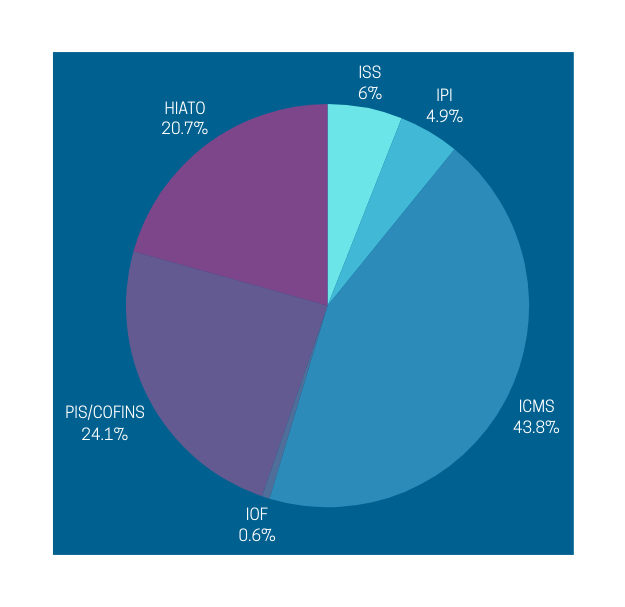 ISS
6%
IPI
4.9%
HIATO
20.7%
ICMS
43.8%
PIS/COFINS
24.1%
IOF
0.6%